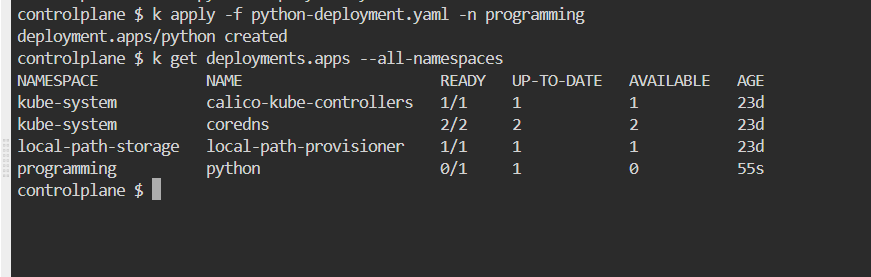 controlplane $ k apply -f python-deployment.yaml -n programming
deployment.apps/python created
controlplane $ k get deployments.apps --all-namespaces
NAMESPACE            NAME                      READY   UP-TO-DATE   AVAILABLE   AGE
kube-system          calico-kube-controllers   1/1     1            1           23d
kube-system          coredns                   2/2     2            2           23d
local-path-storage   local-path-provisioner    1/1     1            1           23d
programming          python                    0/1     1            0           55s
controlplane $